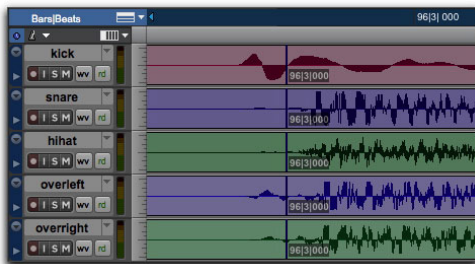 Bars|Beats 96|3| 000
kick
I S M wv rd
96|3|000
snare
I S M wv rd
96|3|000
hihat
I S M wv rd
96|3|000
overleft
I S M wv rd
96|3|000
overright
I S M wv rd
96|3|000